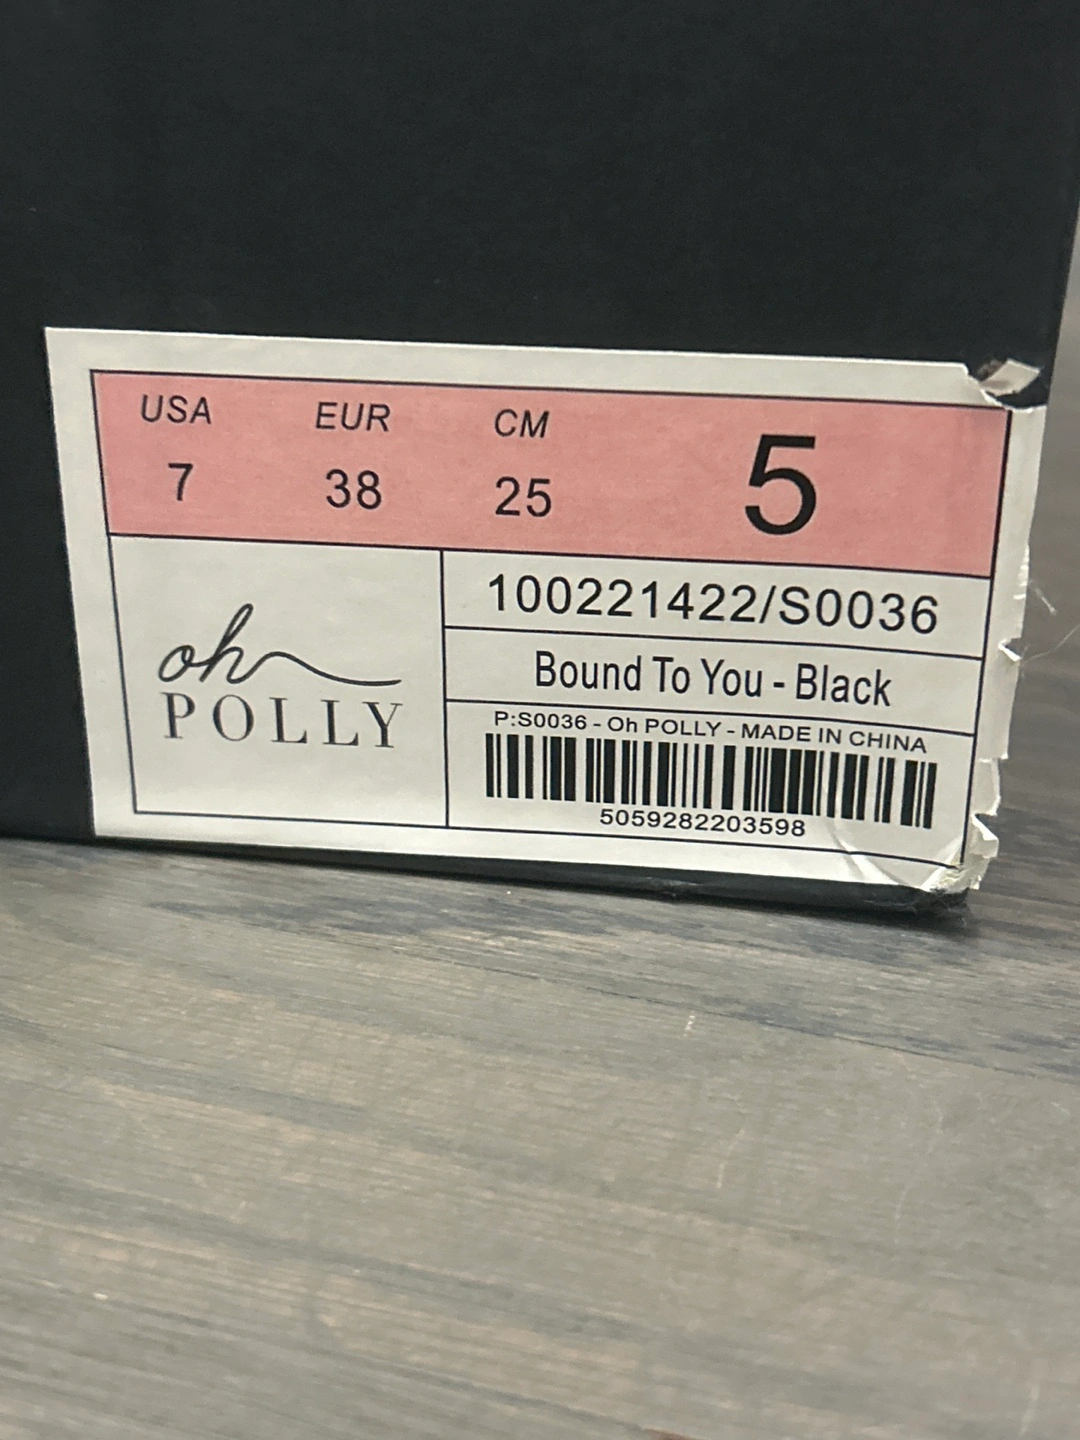 USA EUR CM
7 38 25 5
100221422/S0036
oh
POLLY
Bound To You - Black
P:S0036 - Oh POLLY - MADE IN CHINA
5059282203598